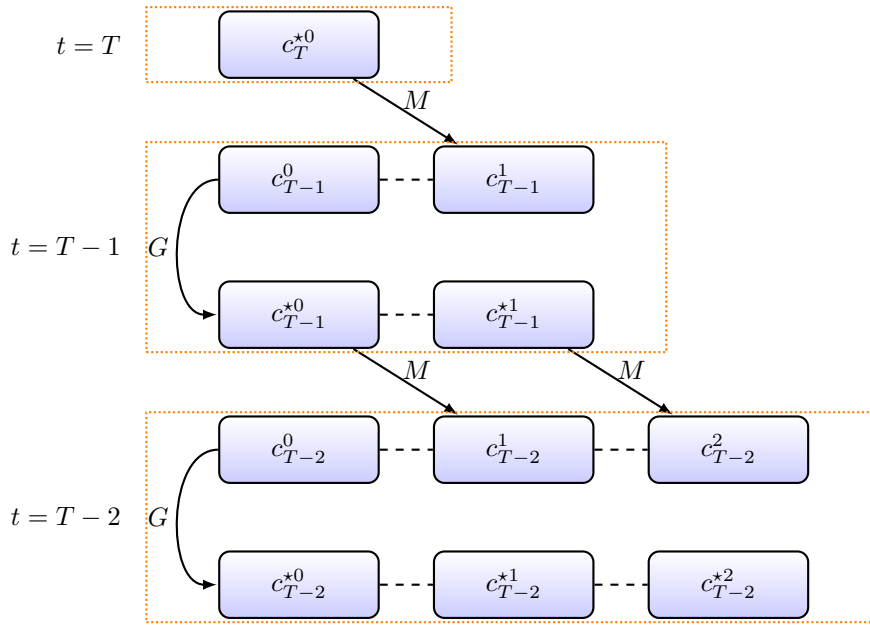 t = T c_T^{⋆0}
M
c_{T−1}^{0} c_{T−1}^{1}
t = T − 1 G
c_{T−1}^{⋆0} c_{T−1}^{⋆1}
M M
c_{T−2}^{0} c_{T−2}^{1} c_{T−2}^{2}
t = T − 2 G
c_{T−2}^{⋆0} c_{T−2}^{⋆1} c_{T−2}^{⋆2}